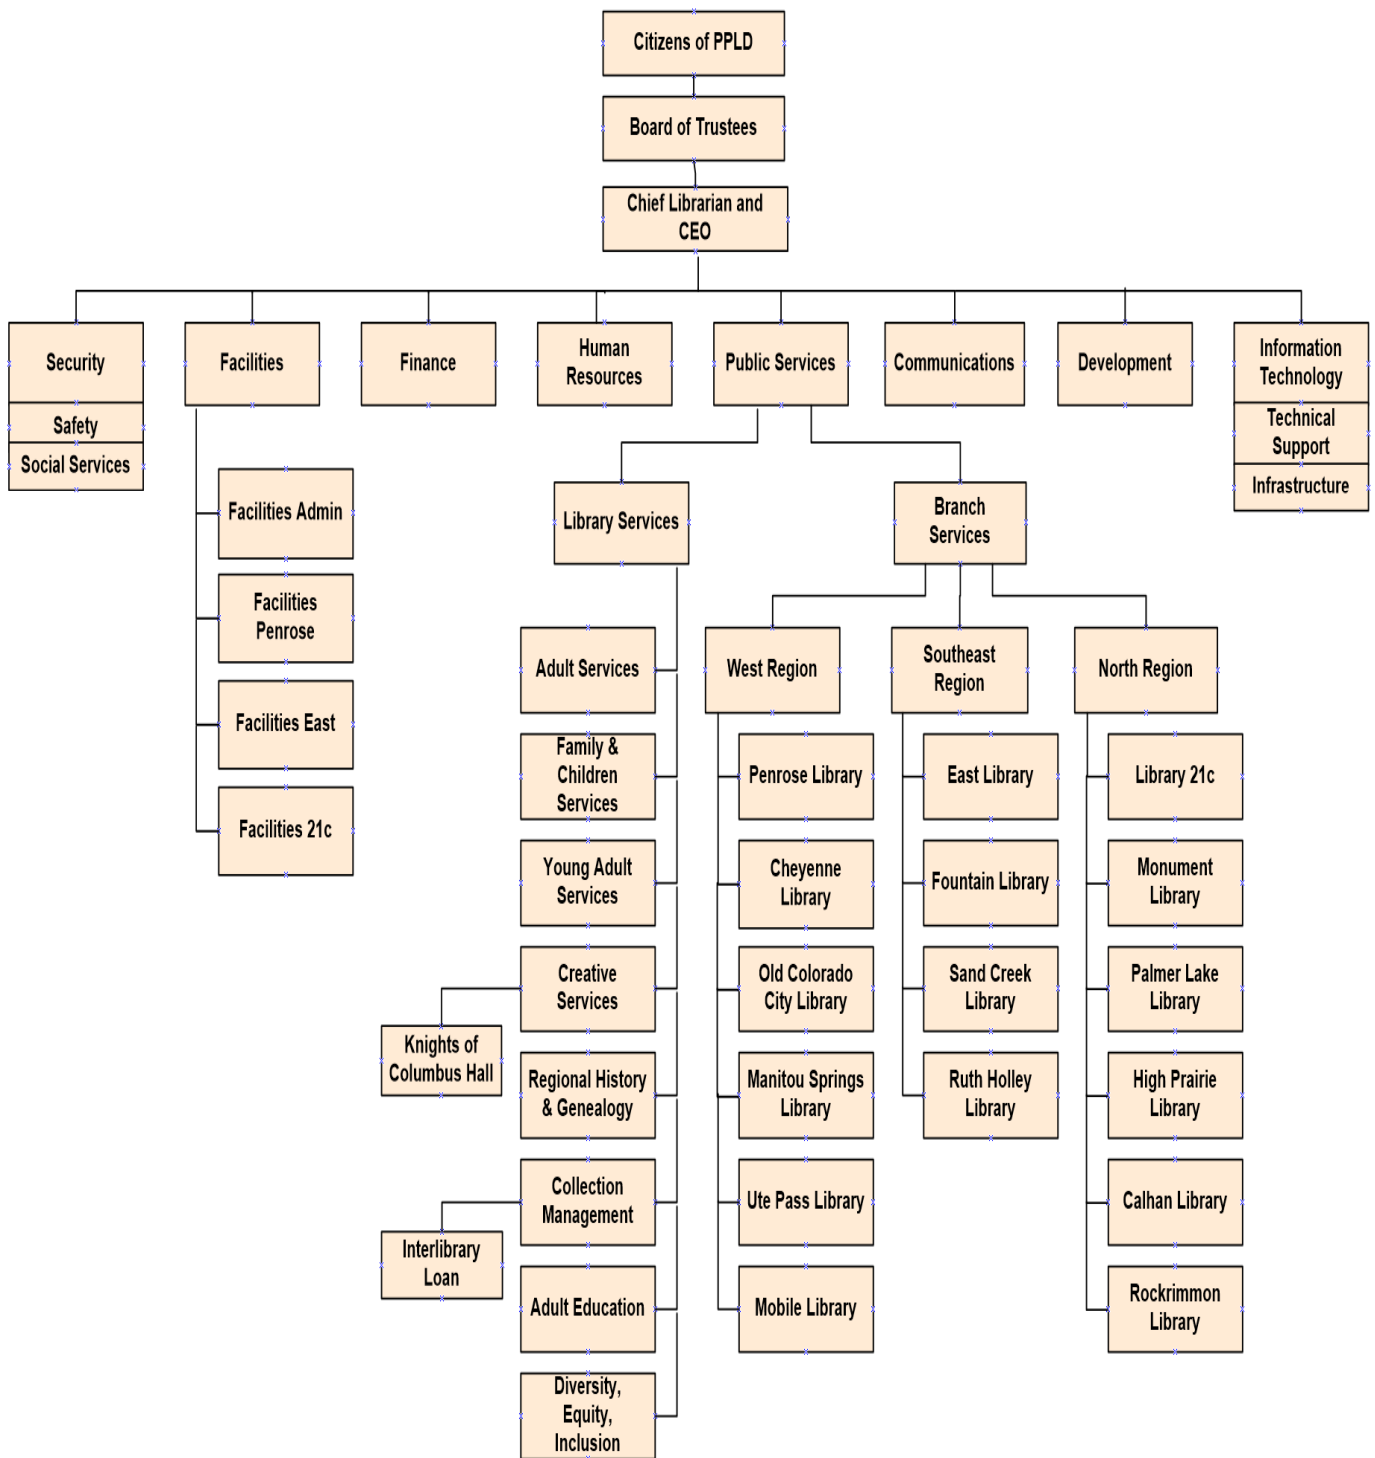 Citizens of PPLD
Board of Trustees
Chief Librarian and
CEO
Security
Safety
Social Services
Facilities
Finance
Human
Resources
Public Services
Communications
Development
Information
Technology
Technical
Support
Infrastructure
Facilities Admin
Facilities
Penrose
Facilities East
Facilities 21c
Library Services
Branch
Services
Adult Services
Family &
Children
Services
Young Adult
Services
Creative
Services
Knights of
Columbus Hall
Regional History
& Genealogy
Collection
Management
Interlibrary
Loan
Adult Education
Diversity,
Equity,
Inclusion
West Region
Penrose Library
Cheyenne
Library
Old Colorado
City Library
Manitou Springs
Library
Ute Pass Library
Mobile Library
Southeast
Region
East Library
Fountain Library
Sand Creek
Library
Ruth Holley
Library
North Region
Library 21c
Monument
Library
Palmer Lake
Library
High Prairie
Library
Calhan Library
Rockrimmon
Library